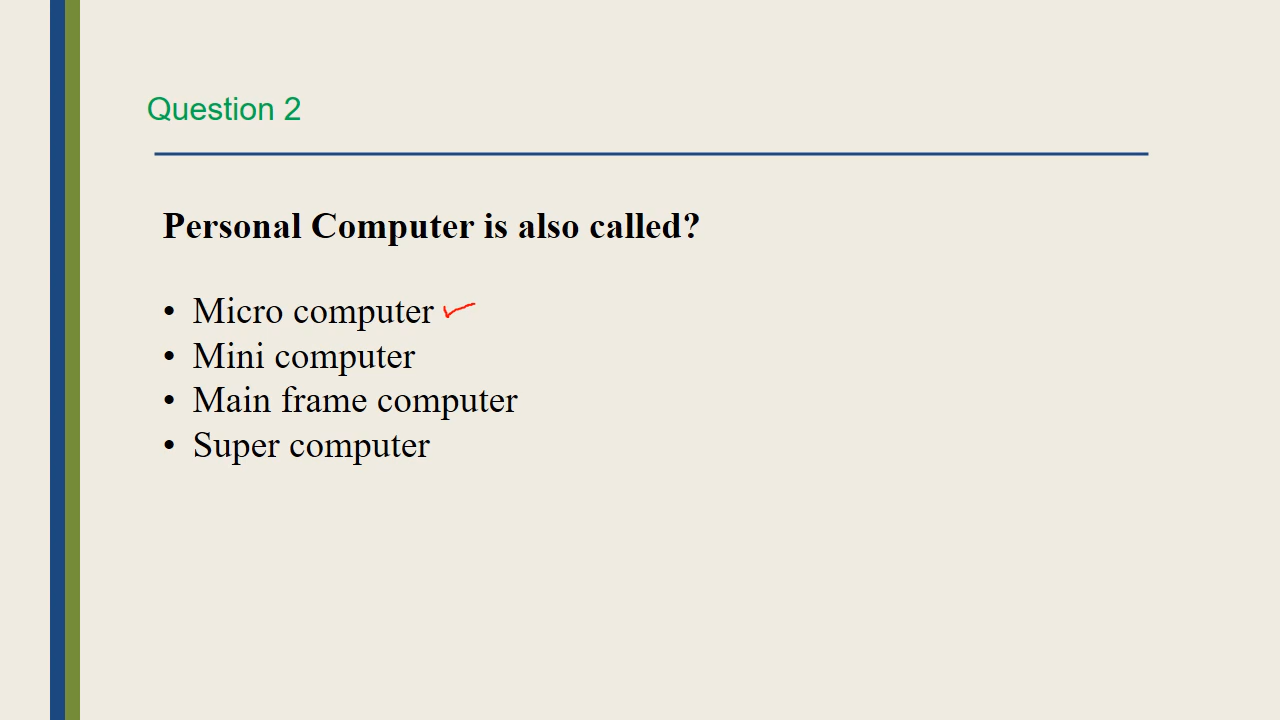 Question 2
Personal Computer is also called?
• Micro computer ✓
• Mini computer
• Main frame computer
• Super computer